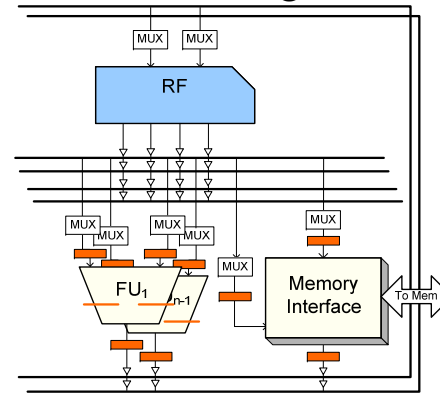 MUX
MUX
RF
MUX
MUX
MUX
MUX
MUX
MUX
FU1
n-1
Memory
Interface
To Mem